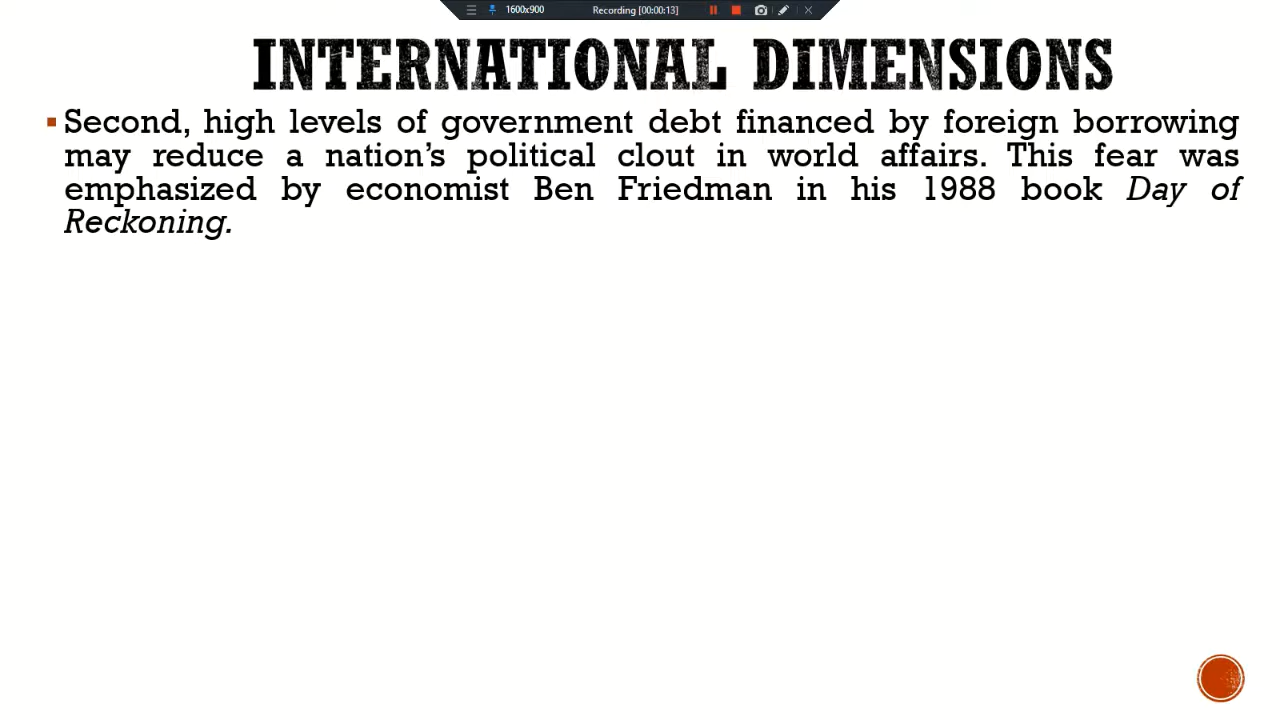 1600x900 Recording [00:00:13]
INTERNATIONAL DIMENSIONS
Second, high levels of government debt financed by foreign borrowing
may reduce a nation’s political clout in world affairs. This fear was
emphasized by economist Ben Friedman in his 1988 book Day of
Reckoning.